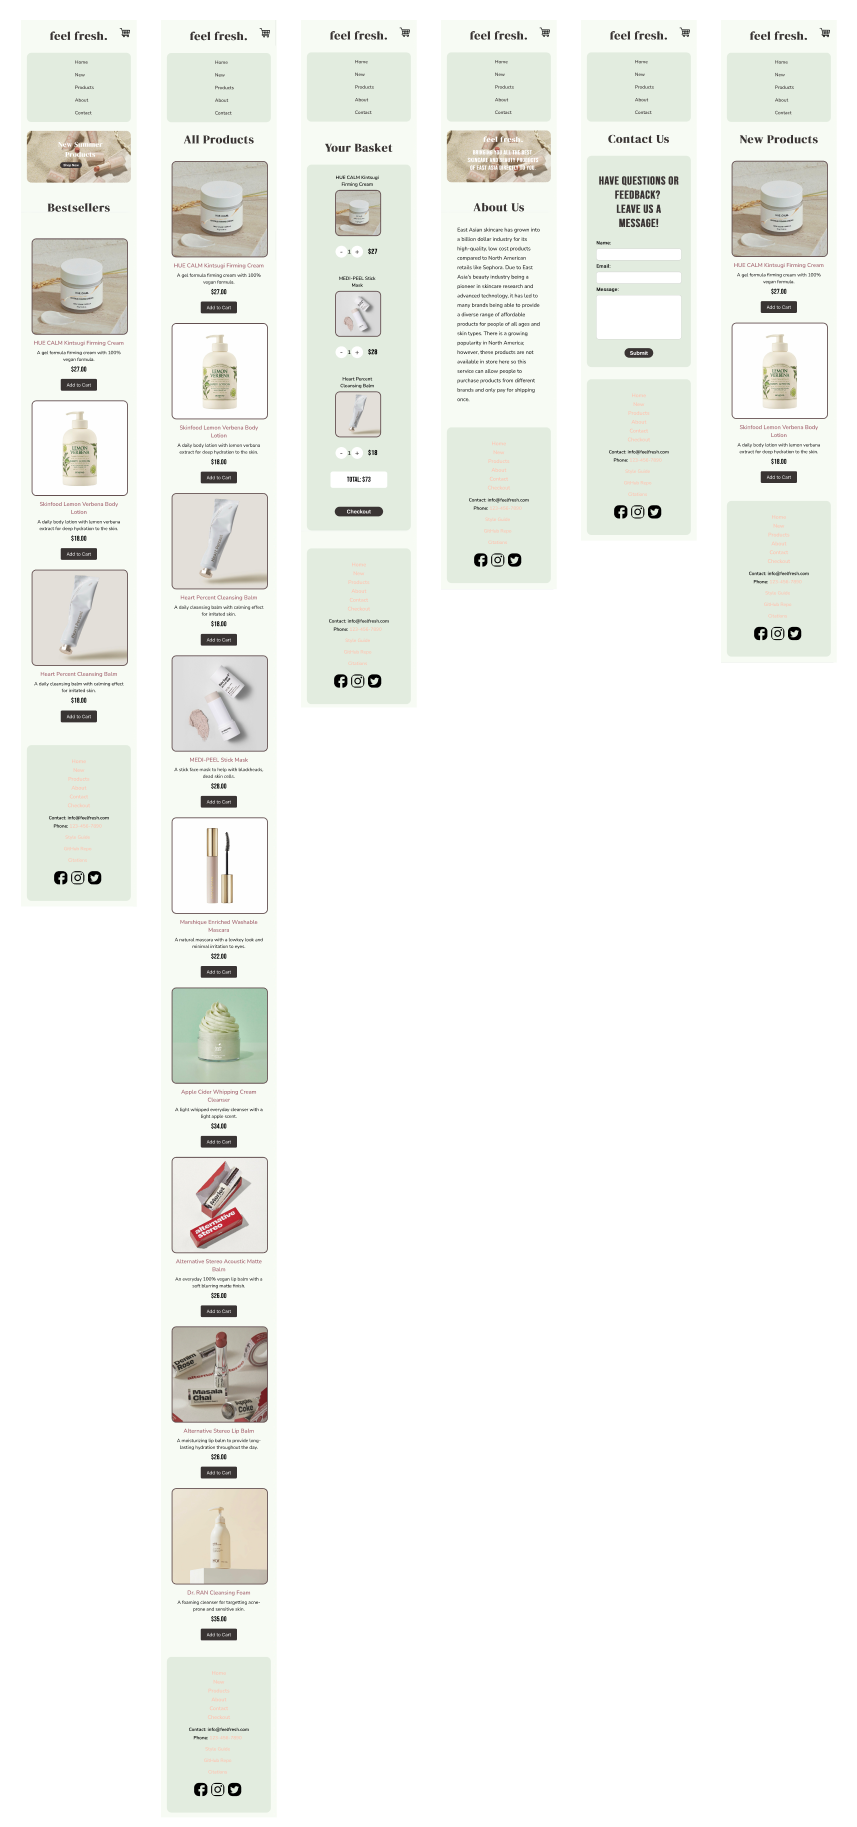 feel fresh.
Home
New
Products
About
Contact
New Summer
Products
Shop Now
Bestsellers
HUE CALM Kintsugi Firming Cream
A gel formula firming cream with 100%
vegan formula.
$27.00
Add to Cart
LEMON
VERBENA
Skinfood Lemon Verbena Body
Lotion
A daily body lotion with lemon verbena
extract for deep hydration to the skin.
$18.00
Add to Cart
Heart Percent Cleansing Balm
A daily cleansing balm with calming effect
for irritated skin.
$18.00
Add to Cart
Home
New
Products
About
Contact
Checkout
Contact: info@feelfresh.com
Phone:
feel fresh.
Home
New
Products
About
Contact
All Products
HUE CALM Kintsugi Firming Cream
A gel formula firming cream with 100%
vegan formula.
$27.00
Add to Cart
LEMON
VERBENA
Skinfood Lemon Verbena Body
Lotion
A daily body lotion with lemon verbena
extract for deep hydration to the skin.
$18.00
Add to Cart
Heart Percent Cleansing Balm
A daily cleansing balm with calming effect
for irritated skin.
$18.00
Add to Cart
MEDI-PEEL Stick Mask
A stick face mask to help with blackheads,
dead skin cells.
$28.00
Add to Cart
Mascara
A natural mascara with a lowkey look and
minimal irritation to eyes.
$22.00
Add to Cart
Apple Cider Whipping Cream
Cleanser
A light whipped everyday cleanser with a
light apple scent.
$34.00
Add to Cart
alternative
stereo
Alternative Stereo Acoustic Matte
Balm
An everyday 100% vegan lip balm with a
soft blurring matte finish.
$26.00
Add to Cart
Denim
Rose
Masala
Chai
Coke
Alternative Stereo Lip Balm
A moisturizing lip balm to provide long-
lasting hydration throughout the day.
$26.00
Add to Cart
Dr. RAN Cleansing Foam
A foaming cleanser for targetting acne-
prone and sensitive skin.
$35.00
Add to Cart
Home
New
Products
About
Contact
Checkout
Contact: info@feelfresh.com
Phone:
feel fresh.
Home
New
Products
About
Contact
Your Basket
HUE CALM Kintsugi
Firming Cream
- 1 + $27
MEDI-PEEL Stick
Mask
- 1 + $28
Heart Percent
Cleansing Balm
- 1 + $18
TOTAL: $73
Checkout
Home
New
Products
About
Contact
Checkout
Contact: info@feelfresh.com
Phone:
feel fresh.
Home
New
Products
About
Contact
feel fresh.
BRINGING YOU ALL THE BEST
SKINCARE AND BEAUTY PRODUCTS
OF EAST ASIA DIRECTLY TO YOU.
About Us
East Asian skincare has grown into
a billion dollar industry for its
high-quality, low cost products
compared to North American
retails like Sephora. Due to East
Asia's beauty industry being a
pioneer in skincare research and
advanced technology, it has led to
many brands being able to provide
a diverse range of affordable
products for people of all ages and
skin types. There is a growing
popularity in North America;
however, these products are not
available in store here so this
service can allow people to
purchase products from different
brands and only pay for shipping
once.
Home
New
Products
About
Contact
Checkout
Contact: info@feelfresh.com
Phone:
feel fresh.
Home
New
Products
About
Contact
Contact Us
HAVE QUESTIONS OR
FEEDBACK?
LEAVE US A
MESSAGE!
Name:
Email:
Message:
Submit
Home
New
Products
About
Contact
Checkout
Contact: info@feelfresh.com
Phone:
feel fresh.
Home
New
Products
About
Contact
New Products
HUE CALM Kintsugi Firming Cream
A gel formula firming cream with 100%
vegan formula.
$27.00
Add to Cart
LEMON
VERBENA
Skinfood Lemon Verbena Body
Lotion
A daily body lotion with lemon verbena
extract for deep hydration to the skin.
$18.00
Add to Cart
Home
New
Products
About
Contact
Checkout
Contact: info@feelfresh.com
Phone: